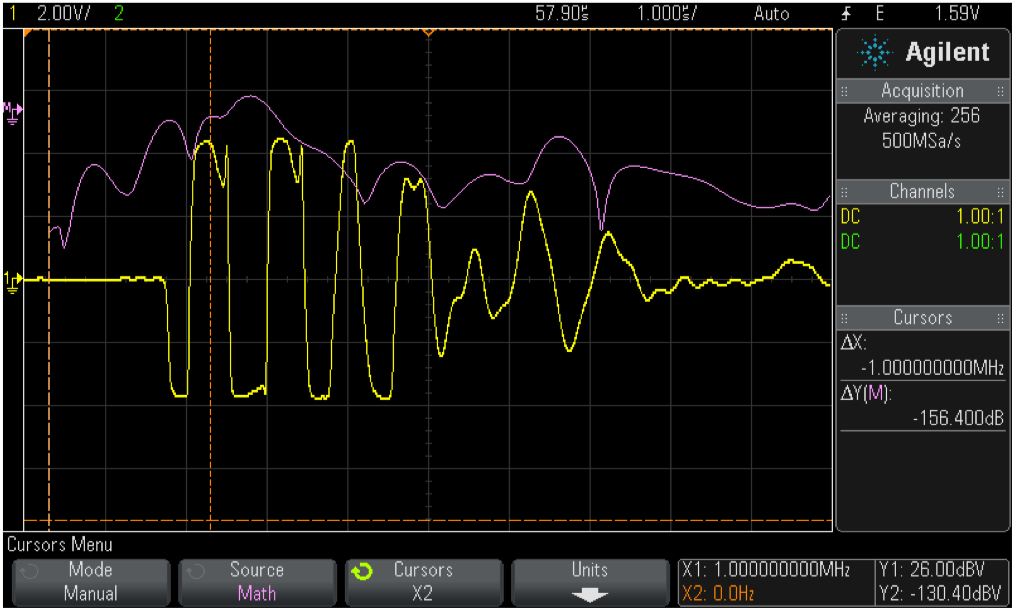 1 2.00V/ 2 57.90s 1.000s/ Auto E 1.59V
Agilent
Acquisition
Averaging: 256
500MSa/s
Channels
DC 1.00:1
DC 1.00:1
Cursors
ΔX:
-1.000000000MHz
ΔY(M):
-156.400dB
M
1
Cursors Menu
Mode
Manual
Source
Math
Cursors
X2
Units
X1: 1.000000000MHz
X2: 0.0Hz
Y1: 26.00dBV
Y2: -130.40dBV